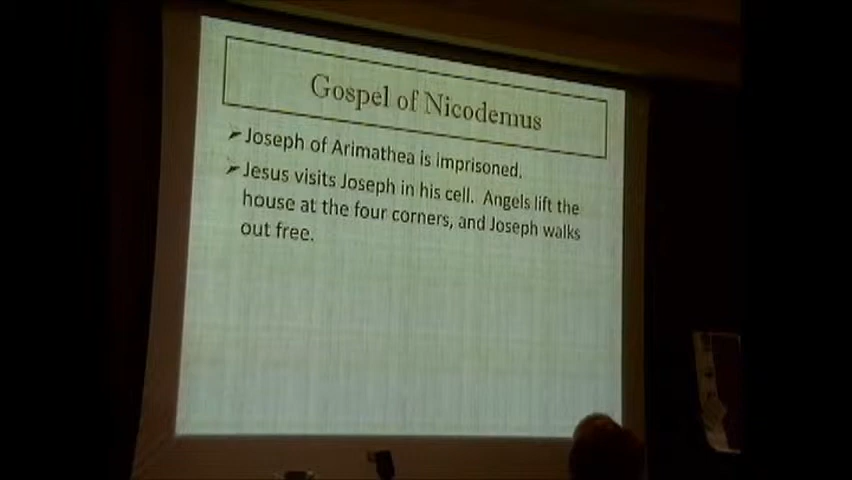 Gospel of Nicodemus
➤Joseph of Arimathea is imprisoned.
➤Jesus visits Joseph in his cell.  Angels lift the
house at the four corners, and Joseph walks
out free.